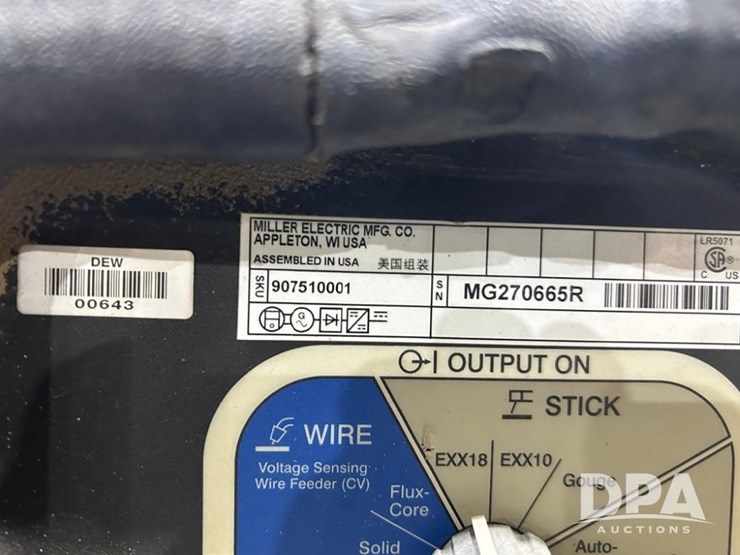 MILLER ELECTRIC MFG. CO.
APPLETON, WI USA
ASSEMBLED IN USA 美国组装
LR5071
SA
C US
DEW
00643
SKU 907510001
SN MG270665R
G
OUTPUT ON
STICK
WIRE
Voltage Sensing
Wire Feeder (CV)
EXX18 EXX10
Gouge
Flux-
Core
Solid
Auto-
DPA
AUCTIONS